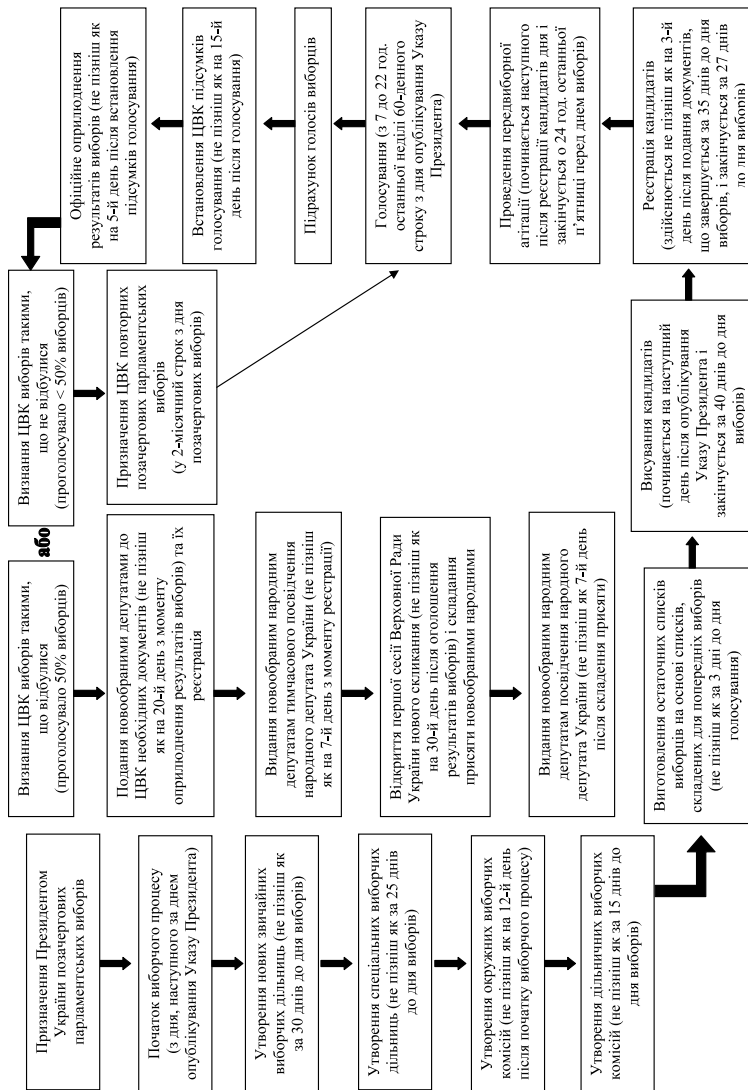 Призначення Президентом
України позачергових
парламентських виборів
Початок виборчого процесу
(з дня, наступного за днем
опублікування Указу Президента)
Утворення нових звичайних
виборчих дільниць (не пізніш як
за 30 днів до дня виборів)
Утворення спеціальних виборчих
дільниць (не пізніш як за 25 днів
до дня виборів)
Утворення окружних виборчих
комісій (не пізніш як на 12-й день
після початку виборчого процесу)
Утворення дільничних виборчих
комісій (не пізніш як за 15 днів до
дня виборів)
Виготовлення остаточних списків
виборців на основі списків,
складених для попередніх виборів
(не пізніш як за 3 дні до дня
голосування)
Висування кандидатів
(починається на наступний
день після опублікування
Указу Президента і
закінчується за 40 днів до дня
виборів)
Реєстрація кандидатів
(здійснюється не пізніш як на 3-й
день після подання документів,
що завершується за 35 днів до дня
виборів, і закінчується за 27 днів
до дня виборів)
Проведення передвиборної
агітації (починається наступного
після реєстрації кандидатів дня і
закінчується о 24 год. останньої
п’ятниці перед днем виборів)
Голосування (з 7 до 22 год.
останньої неділі 60-денного
строку з дня опублікування Указу
Президента)
Підрахунок голосів виборців
Встановлення ЦВК підсумків
голосування (не пізніш як на 15-й
день після голосування)
Офіційне оприлюднення
результатів виборів (не пізніш як
на 5-й день після встановлення
підсумків голосування)
Визнання ЦВК виборів такими,
що не відбулися
(проголосувало < 50% виборців)
Призначення ЦВК повторних
позачергових парламентських
виборів
(у 2-місячний строк з дня
позачергових виборів)
або
Визнання ЦВК виборів такими,
що відбулися
(проголосувало 50% виборців)
Подання новообраними депутатами до
ЦВК необхідних документів (не пізніш
як на 20-й день з моменту
оприлюднення результатів виборів) та їх
реєстрація
Видання новообраним народним
депутатам тимчасового посвідчення
народного депутата України (не пізніш
як на 7-й день з моменту реєстрації)
Відкриття першої сесії Верховної Ради
України нового скликання (не пізніш як
на 30-й день після оголошення
результатів виборів) і складання
присяги новообраними народними
Видання новообраним народним
депутатам посвідчення народного
депутата України (не пізніш як 7-й день
після складення присяги)